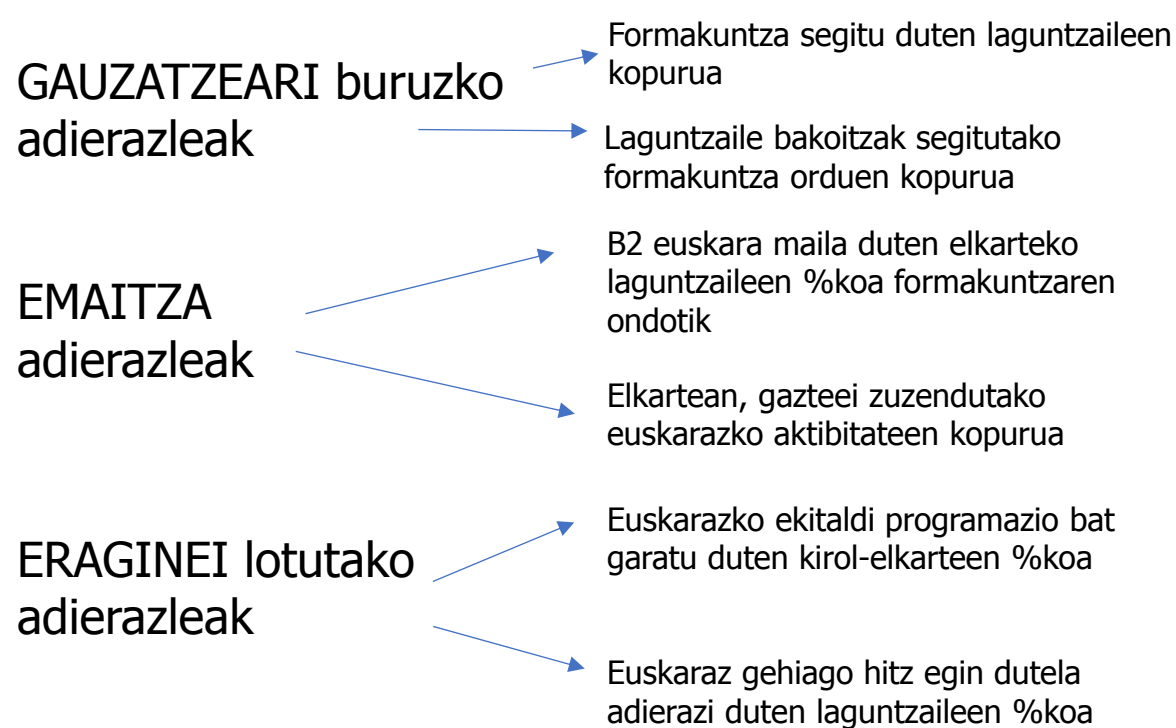 GAUZATZEARI buruzko
adierazleak
Formakuntza segitu duten laguntzaileen
kopurua
Laguntzaile bakoitzak segitutako
formakuntza orduen kopurua
EMAITZA
adierazleak
B2 euskara maila duten elkarteko
laguntzaileen %koa formakuntzaren
ondotik
Elkartean, gazteei zuzendutako
euskarazko aktibitateen kopurua
ERAGINEI lotutako
adierazleak
Euskarazko ekitaldi programazio bat
garatu duten kirol-elkarteen %koa
Euskaraz gehiago hitz egin dutela
adierazi duten laguntzaileen %koa